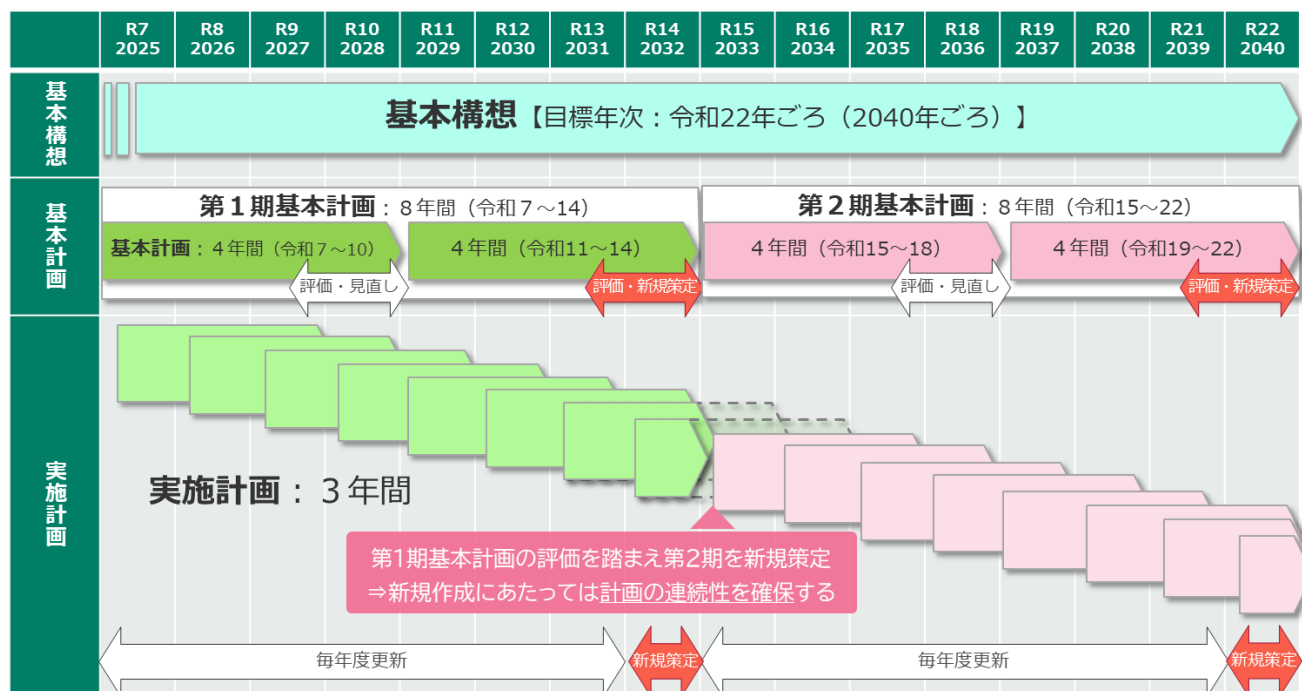 R7 R8 R9 R10 R11 R12 R13 R14 R15 R16 R17 R18 R19 R20 R21 R22
2025 2026 2027 2028 2029 2030 2031 2032 2033 2034 2035 2036 2037 2038 2039 2040
基本構想
基本構想【目標年次：令和22年ごろ（2040年ごろ）】
基本計画
第１期基本計画：８年間（令和７～14）
第２期基本計画：８年間（令和15～22）
基本計画：４年間（令和７～10）
４年間（令和11～14）
４年間（令和15～18）
４年間（令和19～22）
評価・見直し
評価・新規策定
評価・見直し
評価・新規策定
実施計画
実施計画：３年間
第1期基本計画の評価を踏まえ第2期を新規策定
⇒新規作成にあたっては計画の連続性を確保する
毎年度更新
新規策定
毎年度更新
新規策定